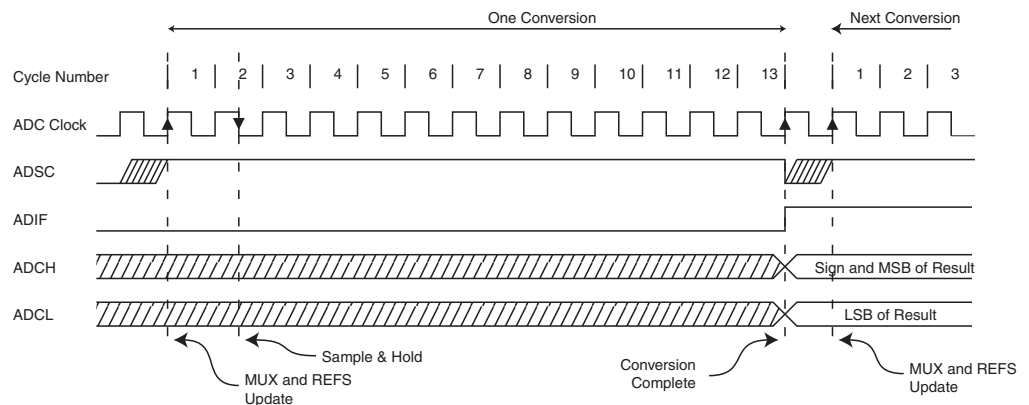 One Conversion
Next Conversion
Cycle Number 1 2 3 4 5 6 7 8 9 10 11 12 13 1 2 3
ADC Clock
ADSC
ADIF
ADCH
Sign and MSB of Result
ADCL
LSB of Result
Sample & Hold
MUX and REFS
Update
Conversion
Complete
MUX and REFS
Update